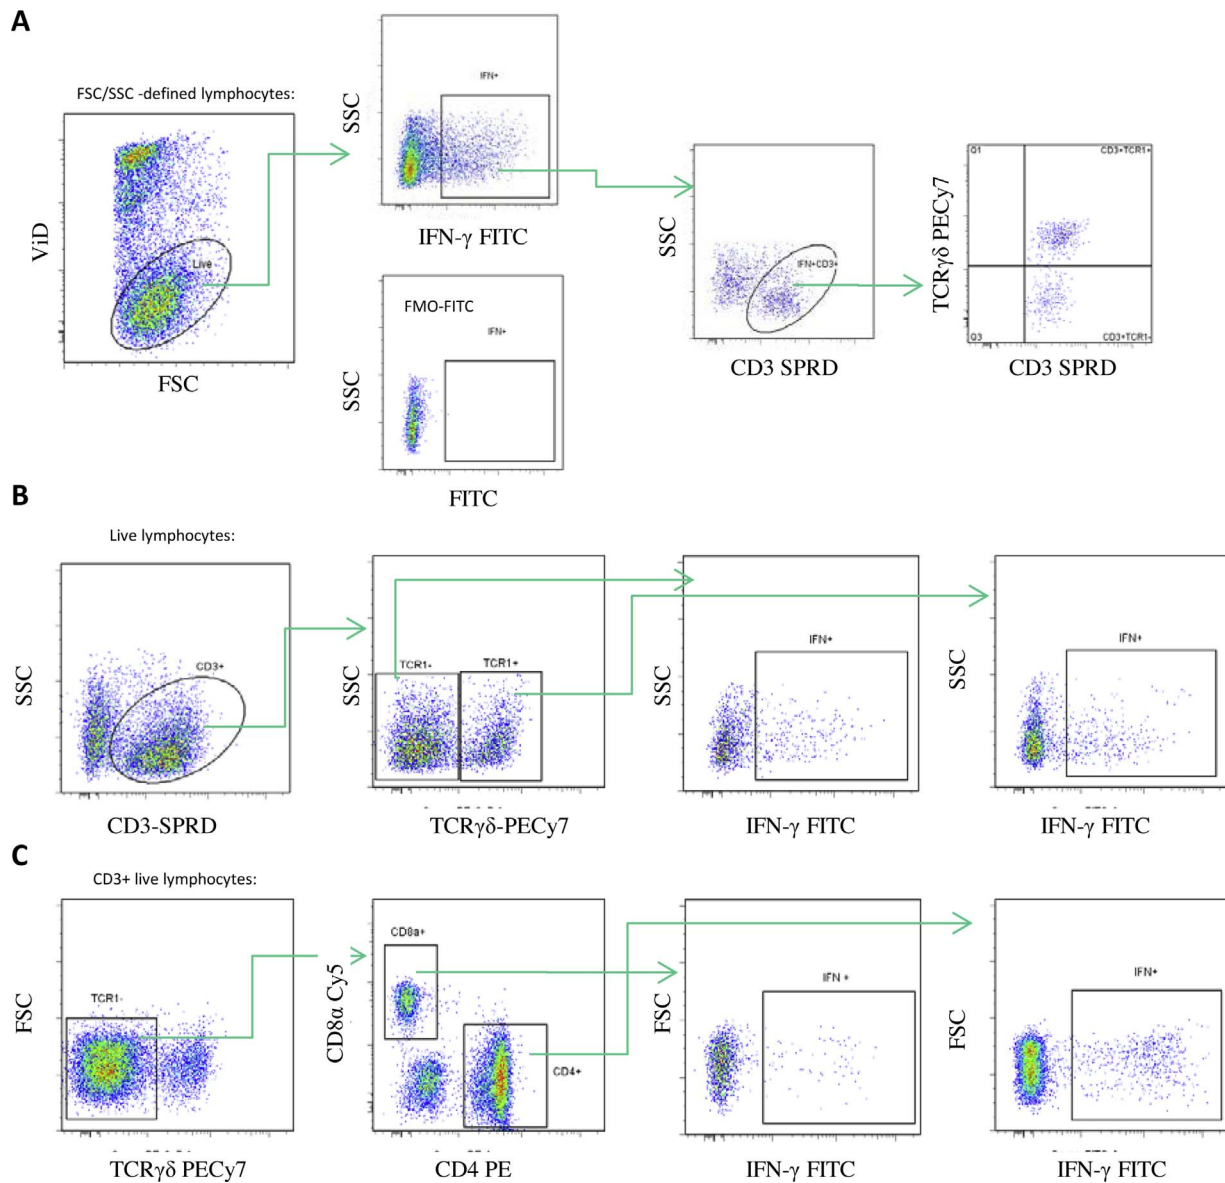 A
FSC/SSC -defined lymphocytes:
ViD
Live
FSC
SSC
IFN+
IFN-γ FITC
SSC
FMO-FITC
IFN+
FITC
SSC
IFN+CD3+
CD3 SPRD
TCRγδ PECy7
Q1
CD3+TCR1+
Q3
CD3+TCR1-
CD3 SPRD
B
Live lymphocytes:
SSC
CD3+
CD3-SPRD
SSC
TCR1-
TCR1+
TCRγδ-PECy7
SSC
IFN+
IFN-γ FITC
SSC
IFN+
IFN-γ FITC
C
CD3+ live lymphocytes:
FSC
TCR1-
TCRγδ PECy7
CD8α Cy5
CD8a+
CD4+
CD4 PE
FSC
IFN +
IFN-γ FITC
FSC
IFN+
IFN-γ FITC